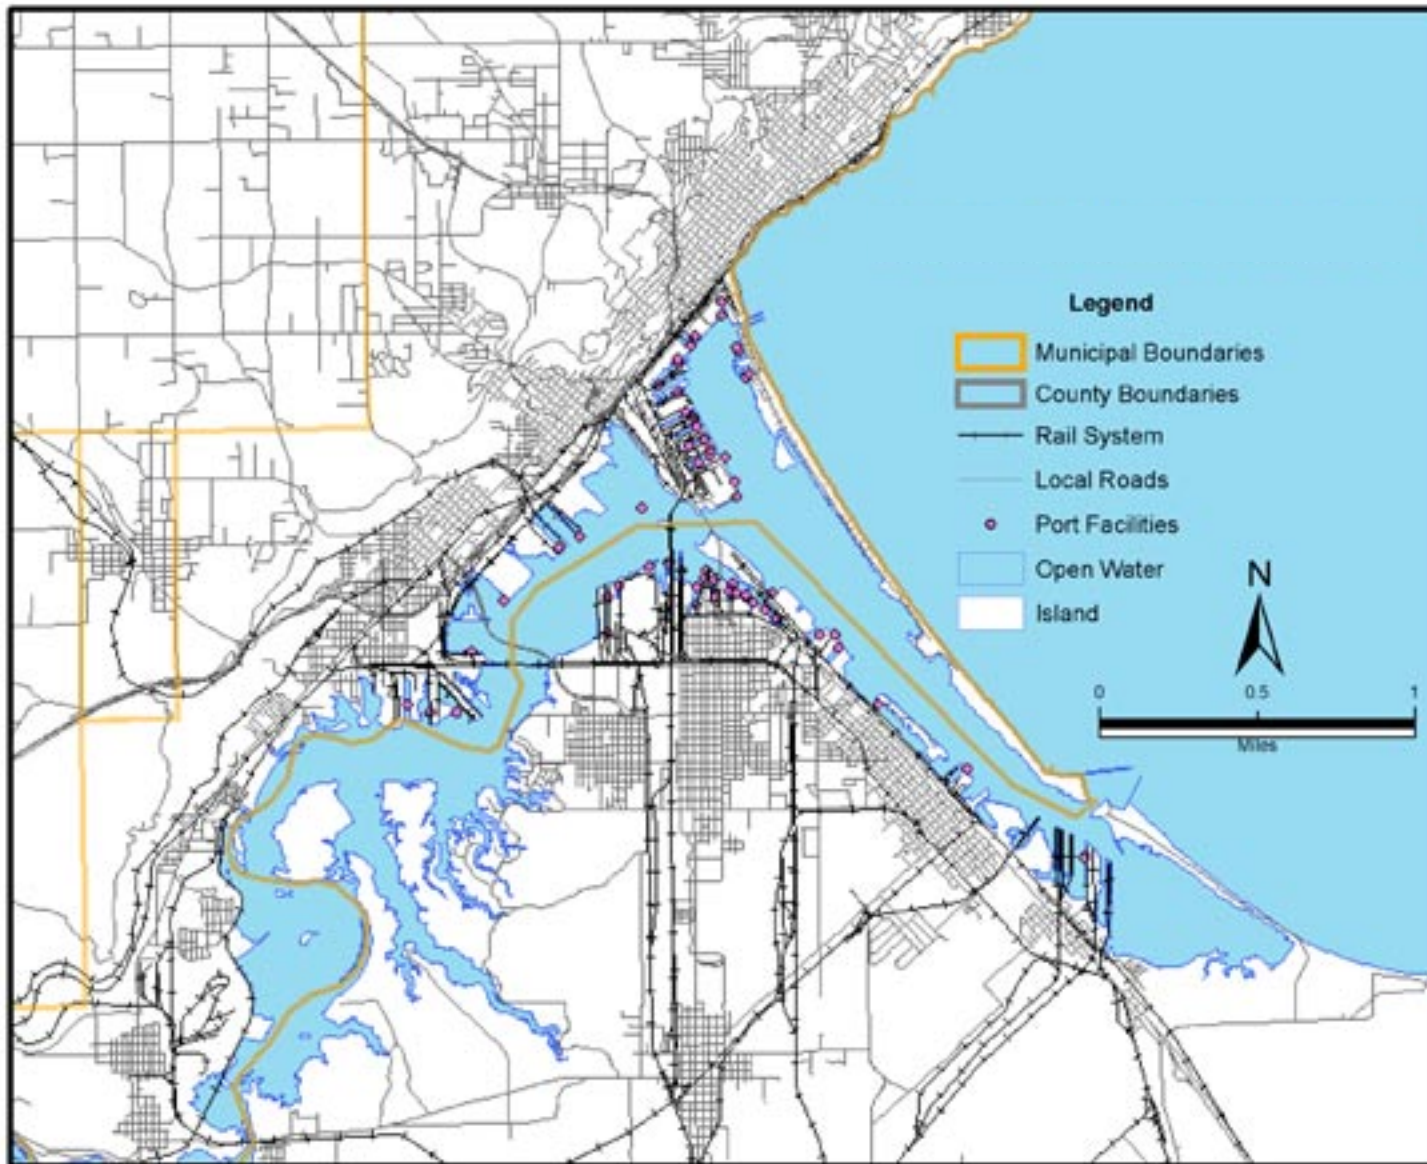 Legend
Municipal Boundaries
County Boundaries
Rail System
Local Roads
Port Facilities
Open Water
Island
N
0 0.5 1
Miles